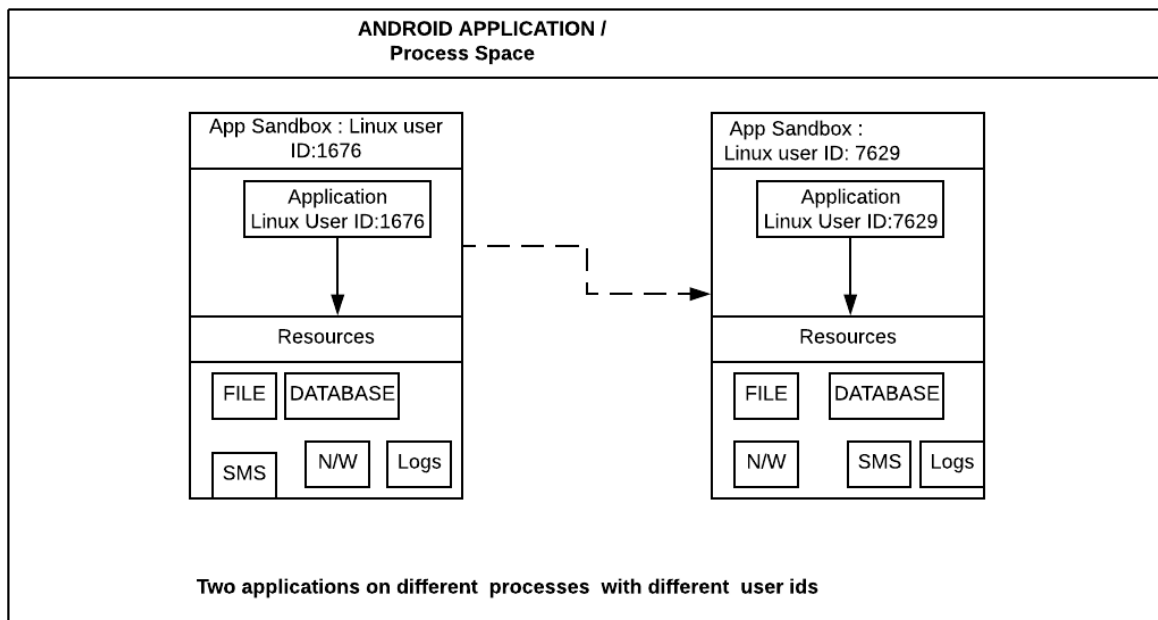 ANDROID APPLICATION /
Process Space
App Sandbox : Linux user
ID:1676
Application
Linux User ID:1676
Resources
FILE
DATABASE
SMS
N/W
Logs
App Sandbox :
Linux user ID: 7629
Application
Linux User ID:7629
Resources
FILE
DATABASE
N/W
SMS
Logs
Two applications on different processes with different user ids